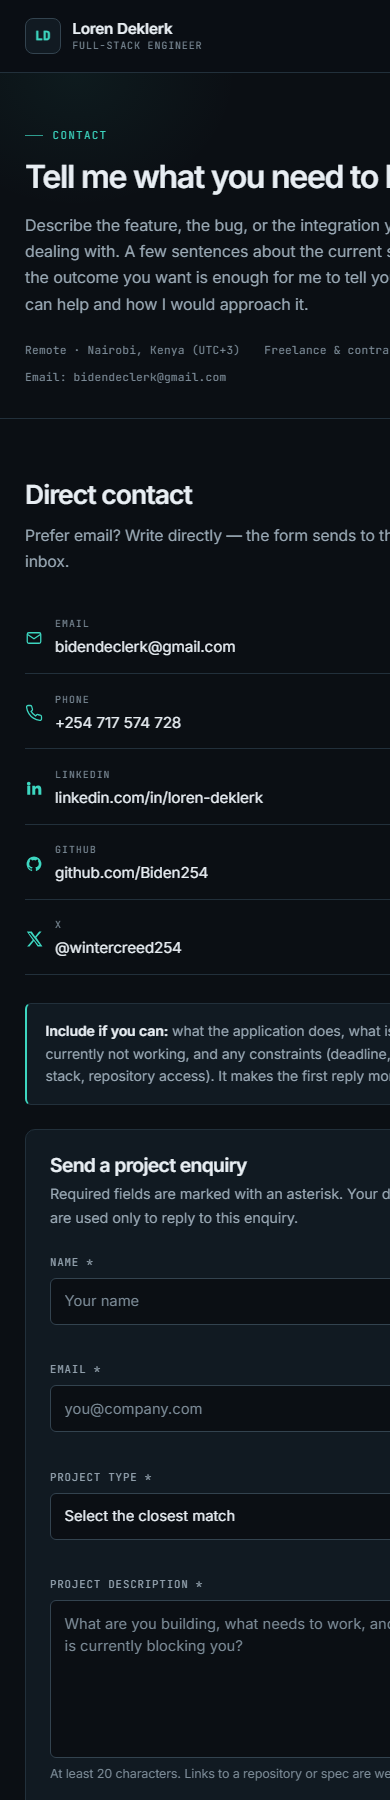 LD
Loren Deklerk
FULL-STACK ENGINEER
CONTACT
Tell me what you need to
Describe the feature, the bug, or the integration
dealing with. A few sentences about the current
the outcome you want is enough for me to tell
can help and how I would approach it.
Remote · Nairobi, Kenya (UTC+3) Freelance &
Email: bidendeclerk@gmail.com
Direct contact
Prefer email? Write directly — the form sends to
inbox.
EMAIL
bidendeclerk@gmail.com
PHONE
+254 717 574 728
LINKEDIN
linkedin.com/in/loren-deklerk
GITHUB
github.com/Biden254
X
@wintercreed254
Include if you can: what the application does, what
currently not working, and any constraints (deadline,
stack, repository access). It makes the first reply
Send a project enquiry
Required fields are marked with an asterisk. Your
are used only to reply to this enquiry.
NAME *
Your name
EMAIL *
you@company.com
PROJECT TYPE *
Select the closest match
PROJECT DESCRIPTION *
What are you building, what needs to work,
is currently blocking you?
At least 20 characters. Links to a repository or spec are